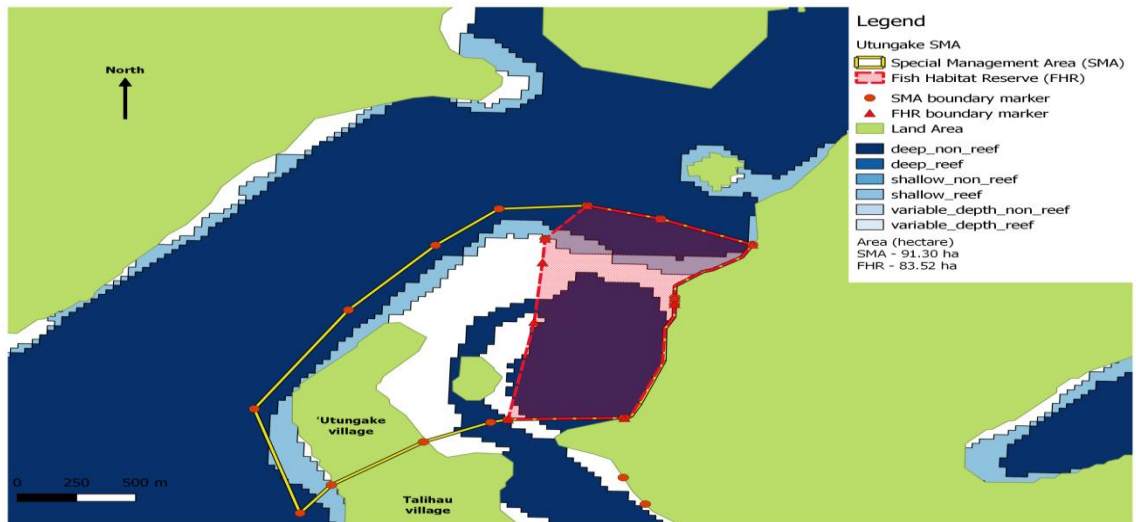 North
'Utungake
village
Talihau
village
0 250 500 m
Legend
Utungake SMA
Special Management Area (SMA)
Fish Habitat Reserve (FHR)
SMA boundary marker
FHR boundary marker
Land Area
deep_non_reef
deep_reef
shallow_non_reef
shallow_reef
variable_depth_non_reef
variable_depth_reef
Area (hectare)
SMA - 91.30 ha
FHR - 83.52 ha